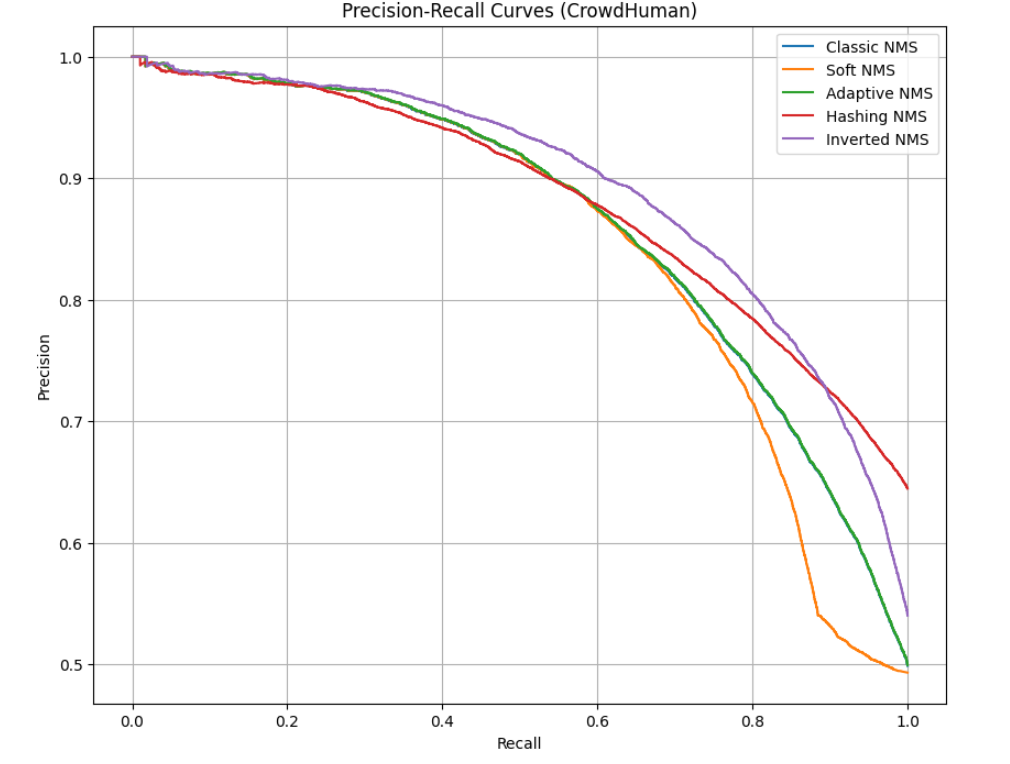 Precision-Recall Curves (CrowdHuman)
Classic NMS
Soft NMS
Adaptive NMS
Hashing NMS
Inverted NMS
1.0
0.9
0.8
0.7
0.6
0.5
Precision
0.0 0.2 0.4 0.6 0.8 1.0
Recall